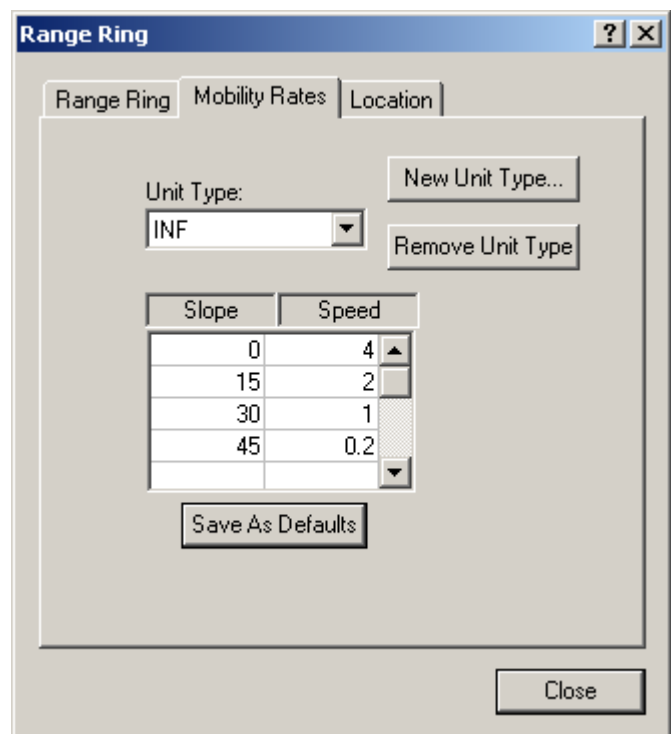 Range Ring
Range Ring Mobility Rates Location
New Unit Type...
Unit Type:
INF
Remove Unit Type
Slope Speed
0 4
15 2
30 1
45 0.2
Save As Defaults
Close